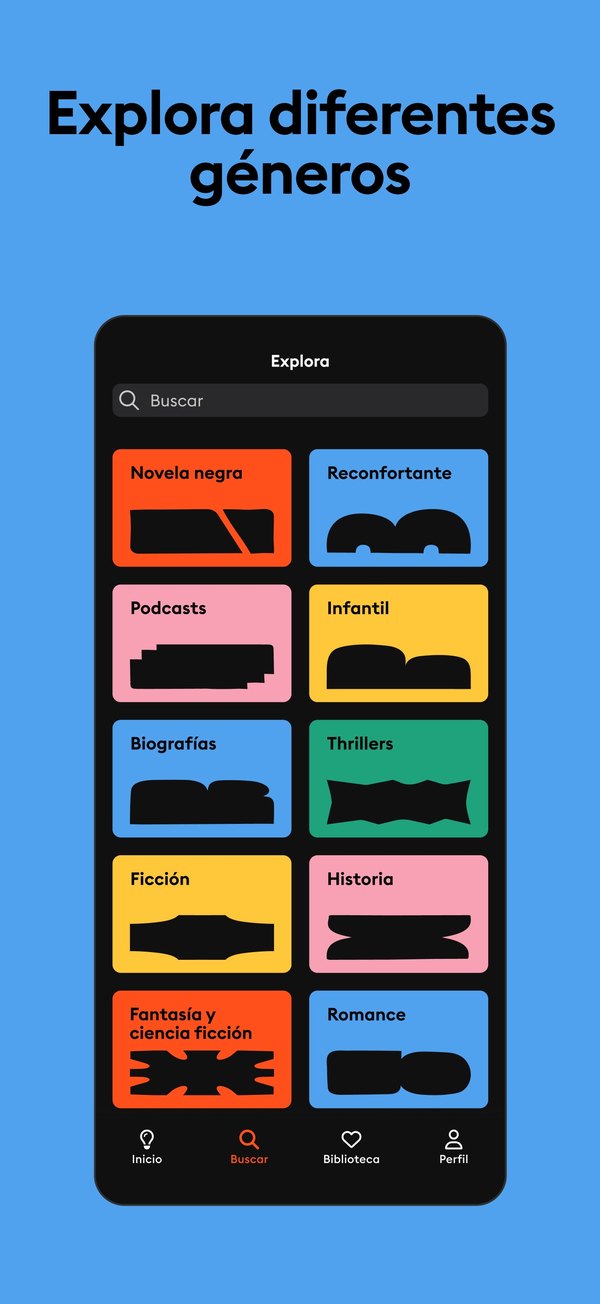 Explora diferentes
géneros
Explora
Buscar
Novela negra
Reconfortante
Podcasts
Infantil
Biografías
Thrillers
Ficción
Historia
Fantasía y
ciencia ficción
Romance
Inicio
Buscar
Biblioteca
Perfil